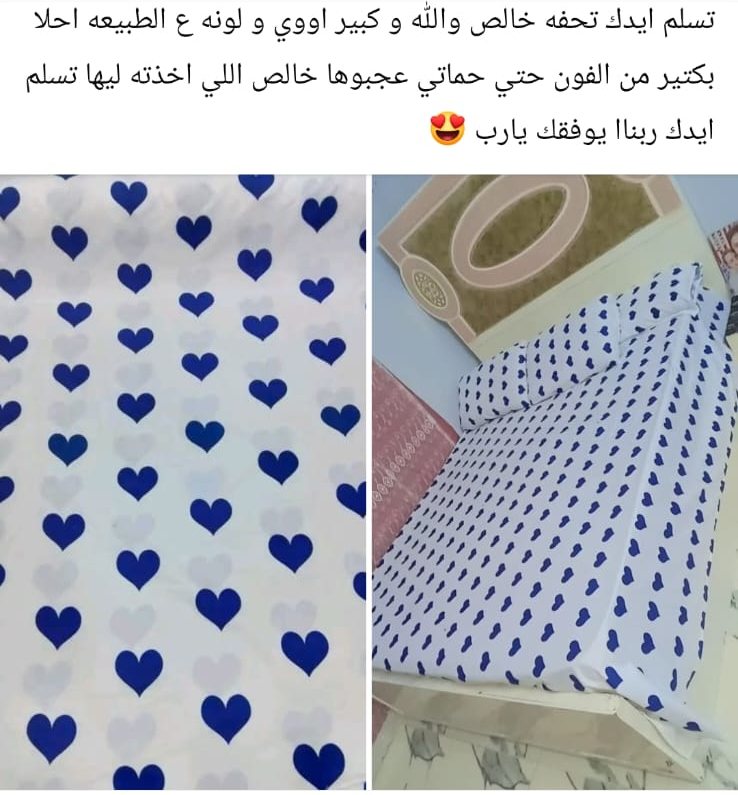 تسلم ايدك تحفه خالص والله و كبير اووي و لونه ع الطبيعه احلا
بكتير من الفون حتي حماتي عجبوها خالص اللي اخذته ليها تسلم
ايدك ربناا يوفقك يارب 😍